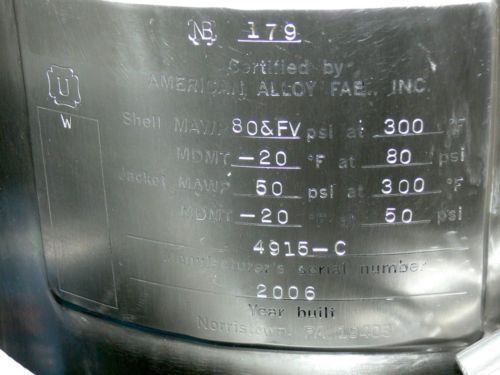 NB 179
Certified by
AMERICAN ALLOY FAB., INC.
U
W
Shell MAWP 80&FV psi at 300 °F
MDMT -20 °F at 80 psi
Jacket MAWP 50 psi at 300 °F
MDMT -20 °F at 50 psi
4915-C
Manufacturer's serial number
2006
Year built
Norristown, PA 19403